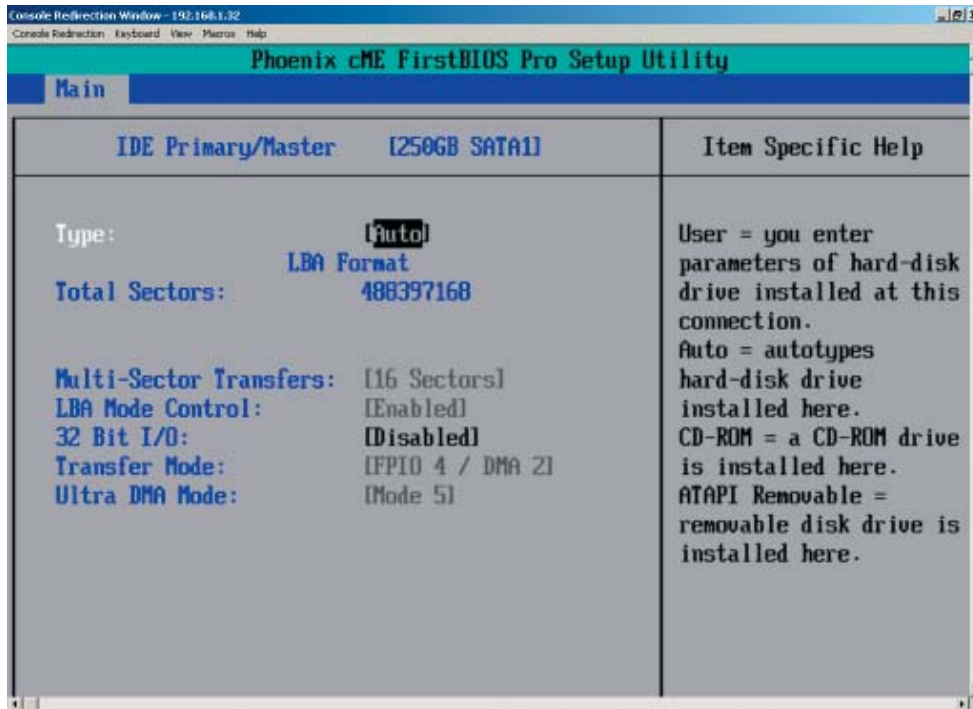 Console Redirection Window - 192.168.1.32
Console Redirection Keyboard View Macros Help
Phoenix cME FirstBIOS Pro Setup Utility
Main
IDE Primary/Master [250GB SATA1]
Item Specific Help
Type: [Auto]
LBA Format
Total Sectors: 488397168
Multi-Sector Transfers: [16 Sectors]
LBA Mode Control: [Enabled]
32 Bit I/O: [Disabled]
Transfer Mode: [FPIO 4 / DMA 2]
Ultra DMA Mode: [Mode 5]
User = you enter
parameters of hard-disk
drive installed at this
connection.
Auto = autotypes
hard-disk drive
installed here.
CD-ROM = a CD-ROM drive
is installed here.
ATAPI Removable =
removable disk drive is
installed here.